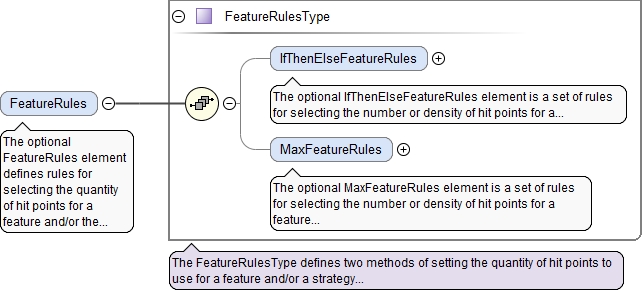 FeatureRulesType
IfThenElseFeatureRules
The optional IfThenElseFeatureRules element is a set of rules
for selecting the number or density of hit points for a...
FeatureRules
The optional
FeatureRules element
defines rules for
selecting the quantity
of hit points for a
feature and/or the...
MaxFeatureRules
The optional MaxFeatureRules element is a set of rules
for selecting the number or density of hit points for a
feature...
The FeatureRulesType defines two methods of setting the quantity of hit points to
use for a feature and/or a strategy...